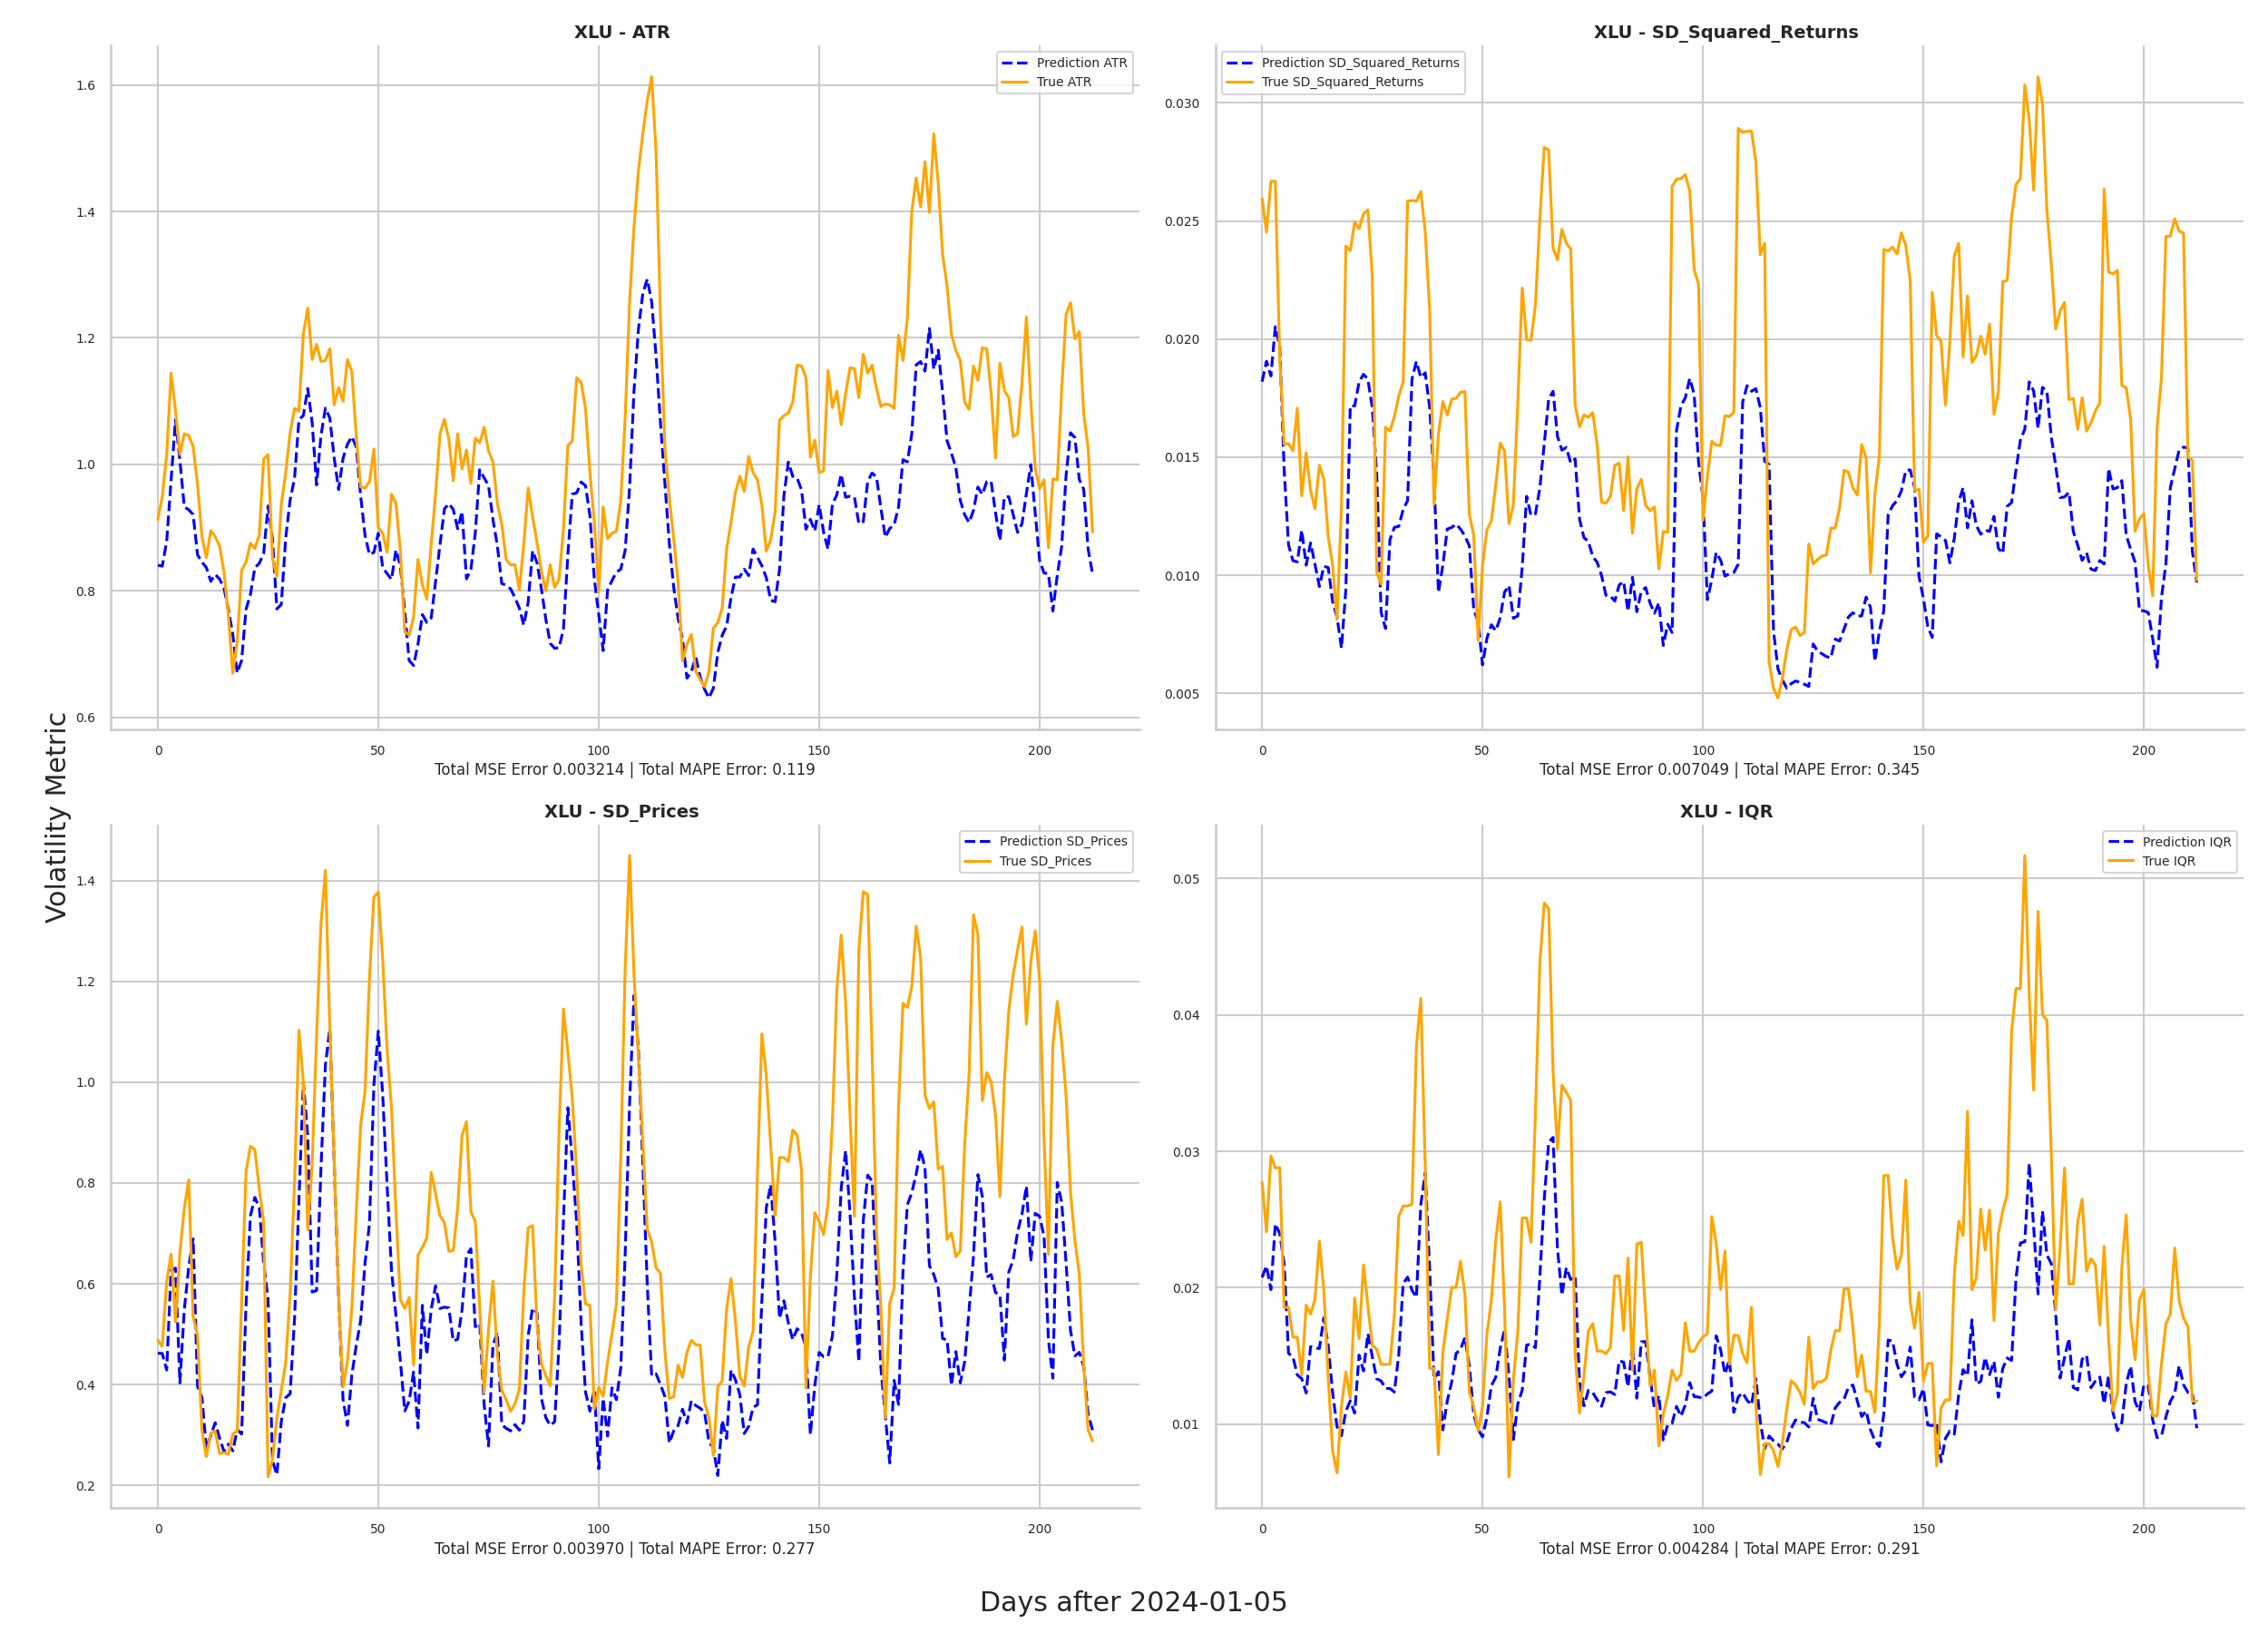 XLU - ATR
Prediction ATR
True ATR
1.6
1.4
1.2
1.0
0.8
0.6
0 50 100 150 200
Total MSE Error 0.003214 | Total MAPE Error: 0.119
XLU - SD_Squared_Returns
Prediction SD_Squared_Returns
True SD_Squared_Returns
0.030
0.025
0.020
0.015
0.010
0.005
0 50 100 150 200
Total MSE Error 0.007049 | Total MAPE Error: 0.345
Volatility Metric
XLU - SD_Prices
Prediction SD_Prices
True SD_Prices
1.4
1.2
1.0
0.8
0.6
0.4
0.2
0 50 100 150 200
Total MSE Error 0.003970 | Total MAPE Error: 0.277
XLU - IQR
Prediction IQR
True IQR
0.05
0.04
0.03
0.02
0.01
0 50 100 150 200
Total MSE Error 0.004284 | Total MAPE Error: 0.291
Days after 2024-01-05